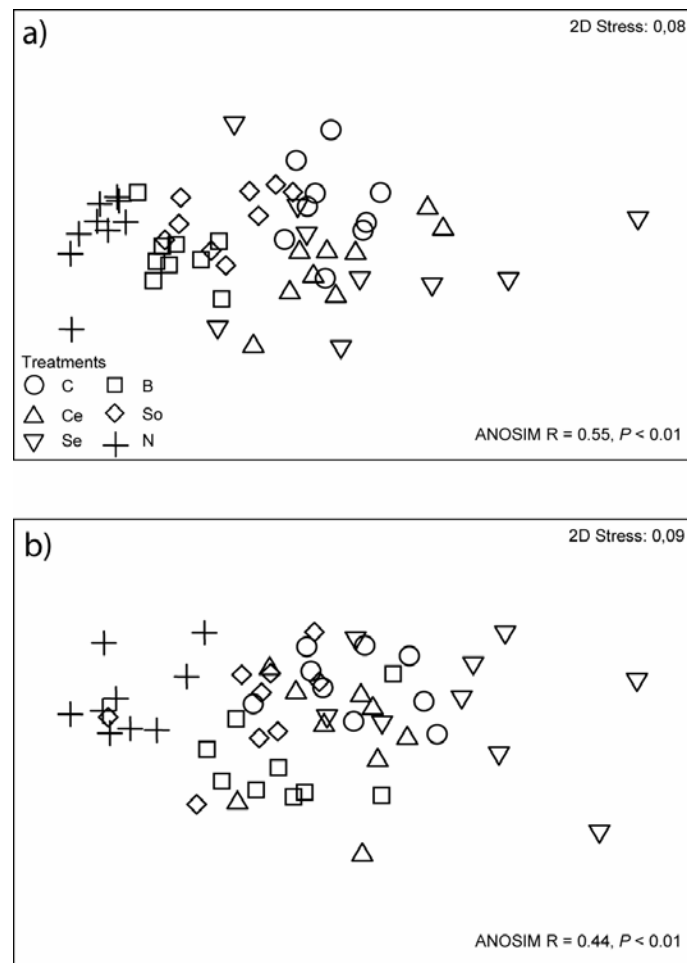 a)
2D Stress: 0,08
Treatments
C B
Ce So
Se N
ANOSIM R = 0.55, P < 0.01
b)
2D Stress: 0,09
ANOSIM R = 0.44, P < 0.01